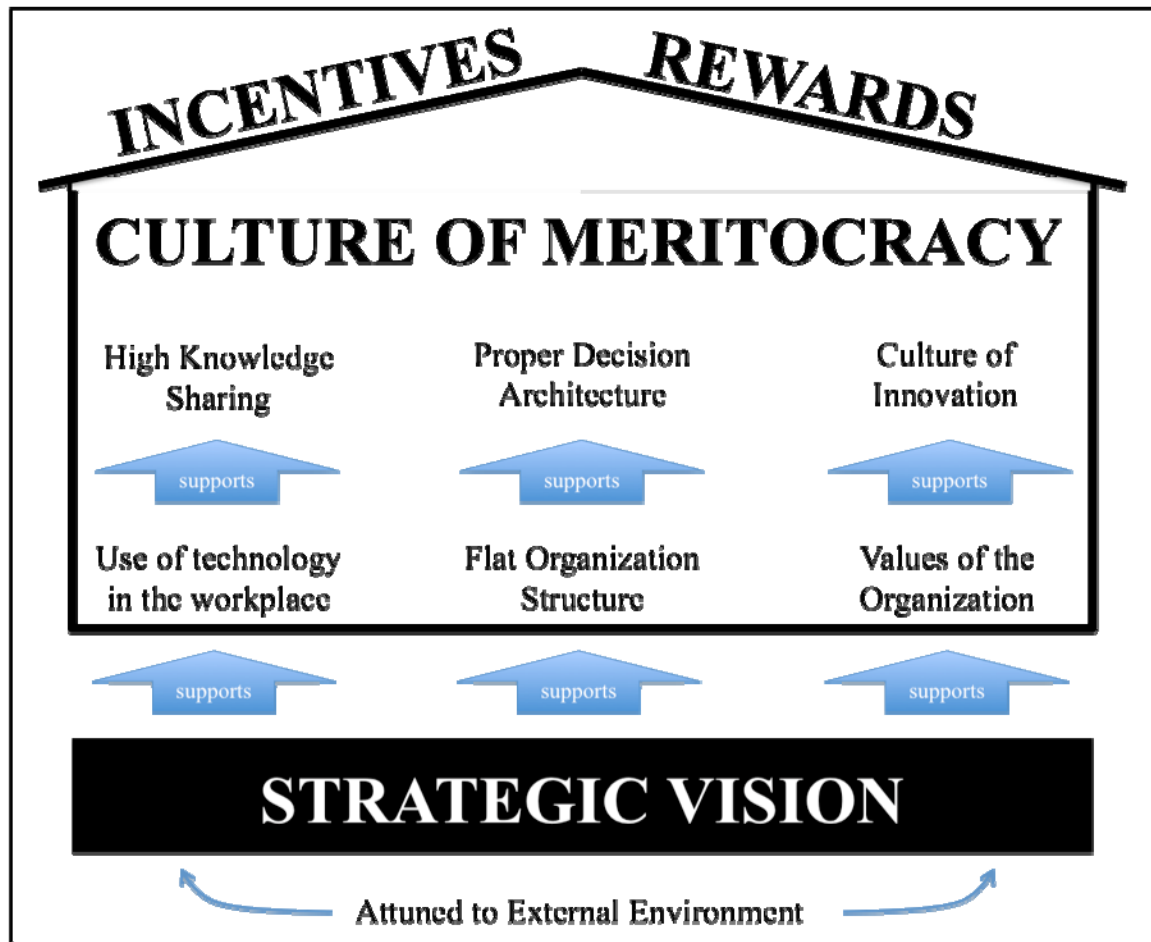 INCENTIVES REWARDS
CULTURE OF MERITOCRACY
High Knowledge
Sharing
Proper Decision
Architecture
Culture of
Innovation
supports
supports
supports
Use of technology
in the workplace
Flat Organization
Structure
Values of the
Organization
supports
supports
supports
STRATEGIC VISION
Attuned to External Environment